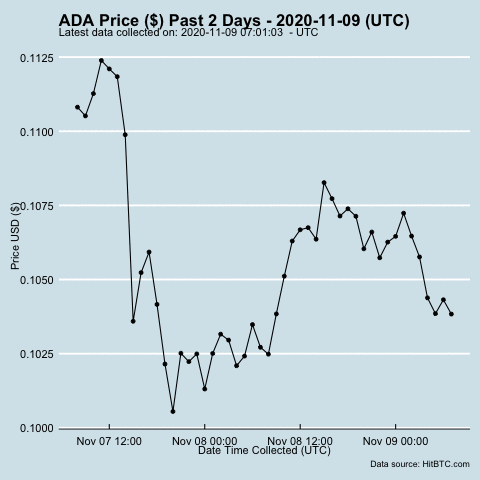 ADA Price ($) Past 2 Days - 2020-11-09 (UTC)
Latest data collected on: 2020-11-09 07:01:03 - UTC
0.1125
0.1100
0.1075
0.1050
0.1025
0.1000
Price USD ($)
Nov 07 12:00 Nov 08 00:00 Nov 08 12:00 Nov 09 00:00
Date Time Collected (UTC)
Data source: HitBTC.com